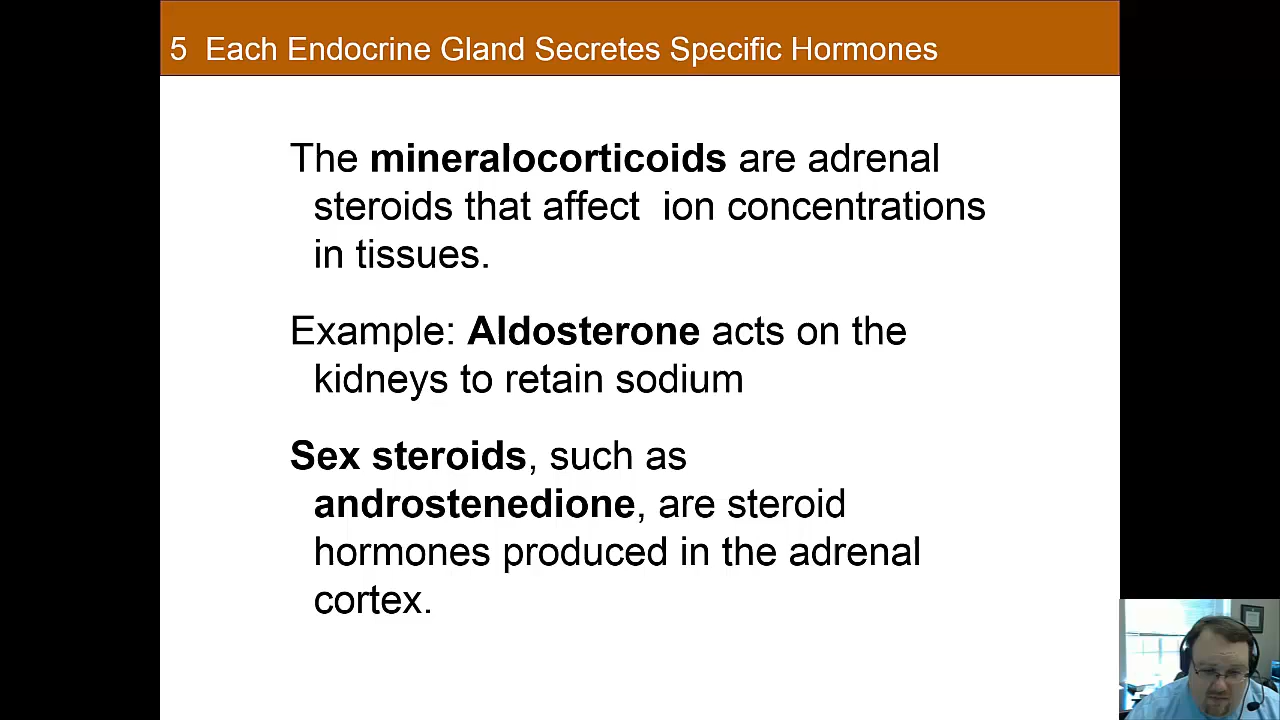 5 Each Endocrine Gland Secretes Specific Hormones
The mineralocorticoids are adrenal
steroids that affect ion concentrations
in tissues.
Example: Aldosterone acts on the
kidneys to retain sodium
Sex steroids, such as
androstenedione, are steroid
hormones produced in the adrenal
cortex.